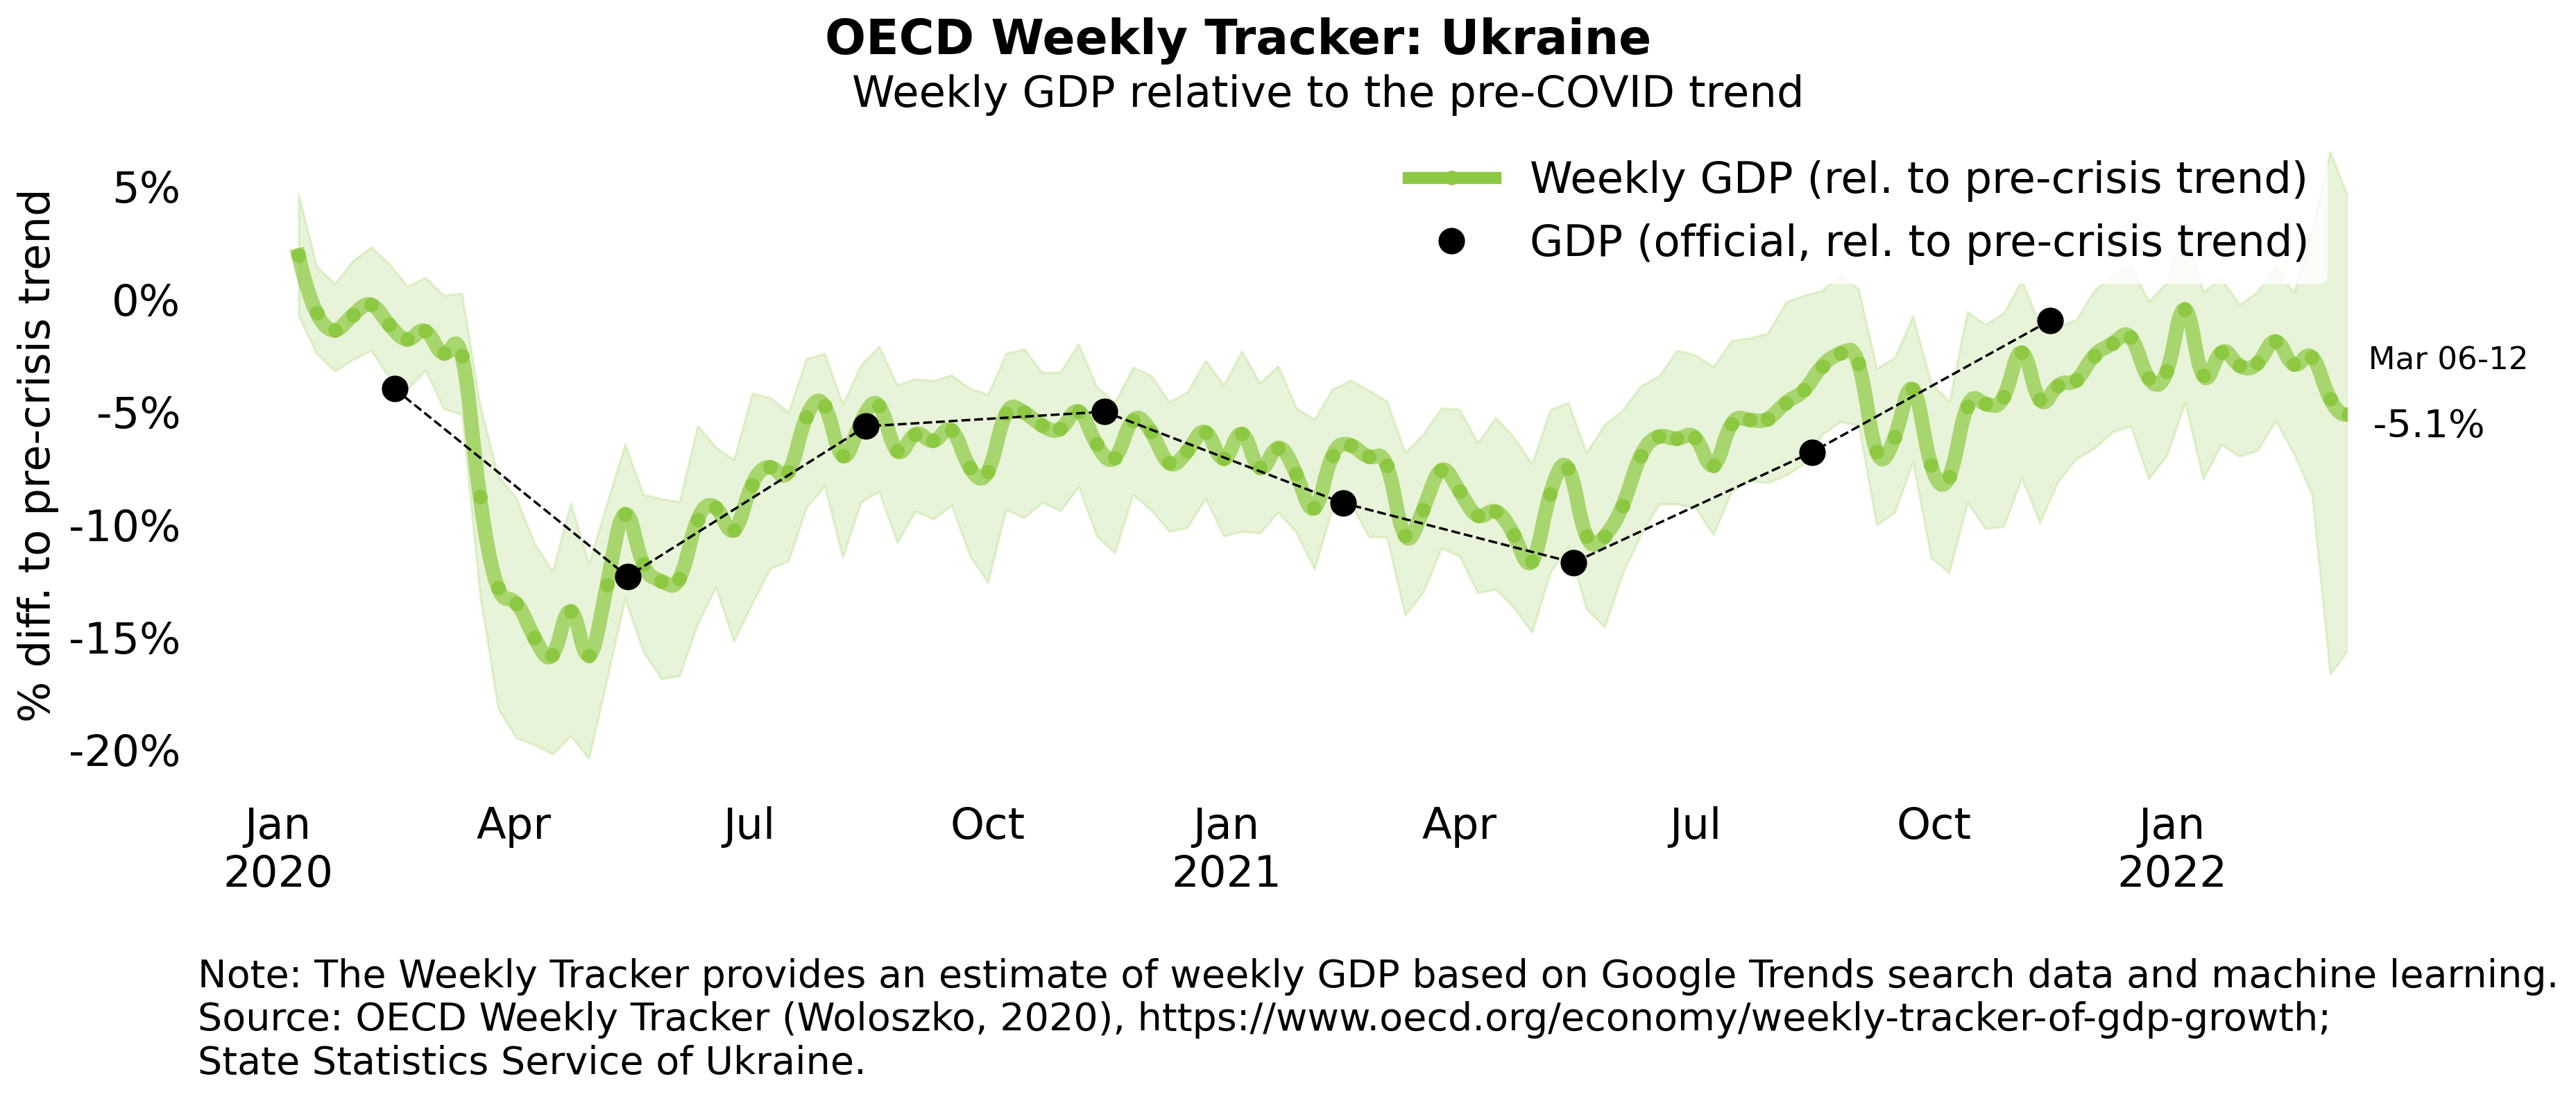 OECD Weekly Tracker: Ukraine
Weekly GDP relative to the pre-COVID trend
% diff. to pre-crisis trend
5%
0%
-5%
-10%
-15%
-20%
Weekly GDP (rel. to pre-crisis trend)
GDP (official, rel. to pre-crisis trend)
Mar 06-12
-5.1%
Jan Apr Jul Oct Jan Apr Jul Oct Jan
2020 2021 2022
Note: The Weekly Tracker provides an estimate of weekly GDP based on Google Trends search data and machine learning.
Source: OECD Weekly Tracker (Woloszko, 2020), https://www.oecd.org/economy/weekly-tracker-of-gdp-growth;
State Statistics Service of Ukraine.